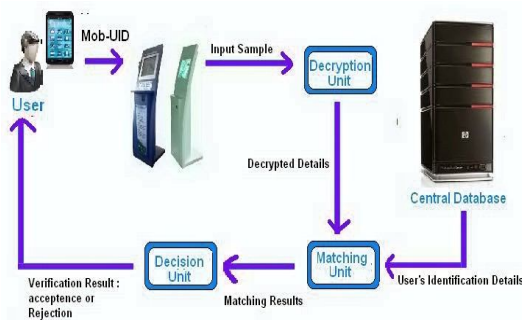 Mob-UID
User
Input Sample
Decryption
Unit
Decrypted Details
Central Database
Matching
Unit
User's Identification Details
Matching Results
Decision
Unit
Verification Result :
acceptence or
Rejection